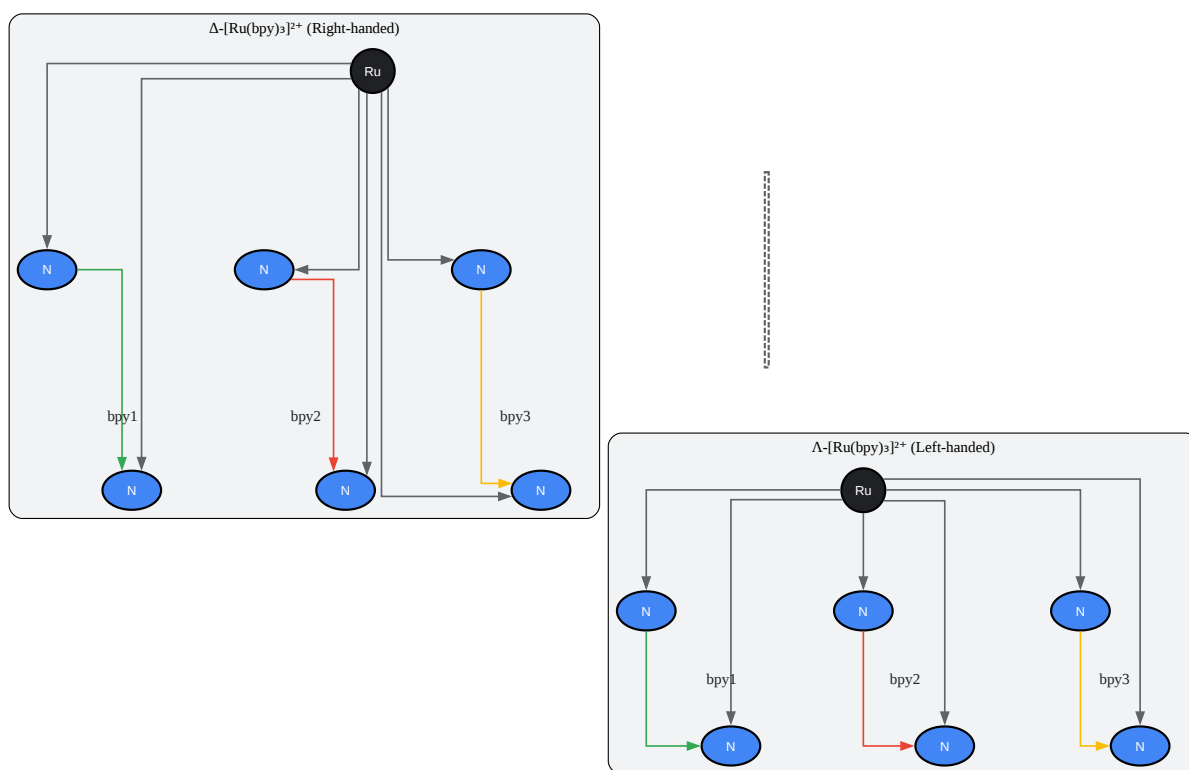 Δ-[Ru(bpy)₃]²⁺ (Right-handed)
Ru
N
N
N
bpy1
bpy2
bpy3
N
N
N
Λ-[Ru(bpy)₃]²⁺ (Left-handed)
Ru
N
N
N
bpy1
bpy2
bpy3
N
N
N